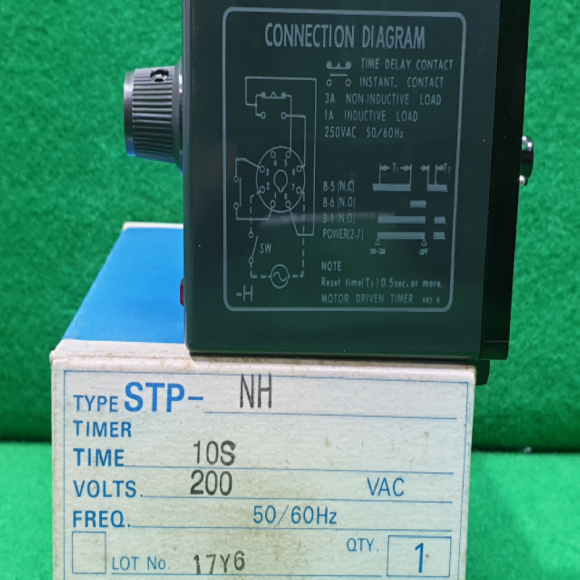 CONNECTION DIAGRAM
TIME DELAY CONTACT
INSTANT. CONTACT
3A NON-INDUCTIVE LOAD
1A INDUCTIVE LOAD
250VAC 50/60Hz
8-5(N.C)
8-6(N.O)
3-1(N.O)
POWER(2-7)
SW
-H
NOTE
Reset time(T₂) 0.5sec. or more.
MOTOR DRIVEN TIMER
TYPE STP- NH
TIMER
TIME 10S
VOLTS. 200 VAC
FREQ. 50/60Hz
LOT No. 17Y6 QTY. 1